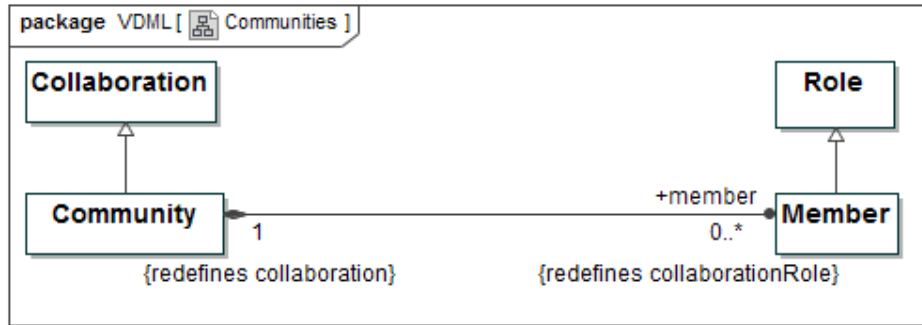 package VDML [ Communities ]
Collaboration
Role
Community
+member
Member
1
0..*
{redefines collaboration}
{redefines collaborationRole}